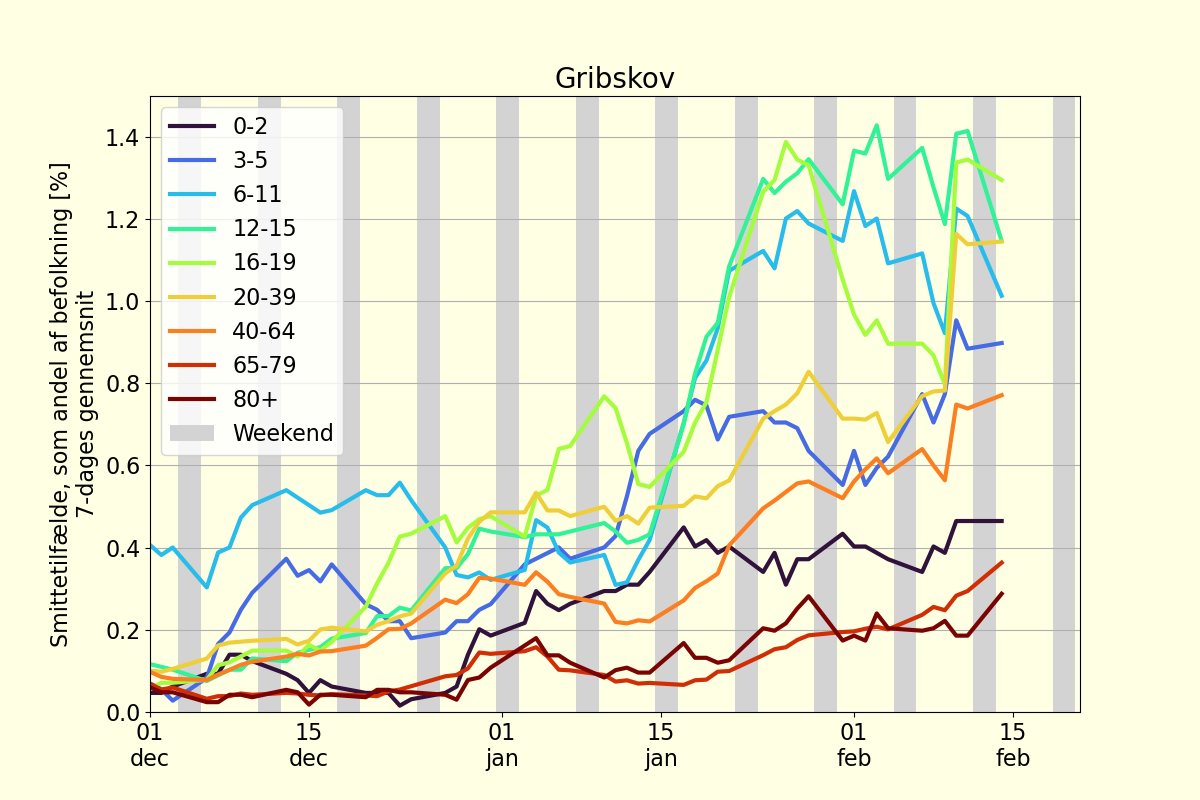 Gribskov
Smittetilfælde, som andel af befolkning [%]
7-dages gennemsnit
1.4
1.2
1.0
0.8
0.6
0.4
0.2
0.0
0-2
3-5
6-11
12-15
16-19
20-39
40-64
65-79
80+
Weekend
01 dec
15 dec
01 jan
15 jan
01 feb
15 feb